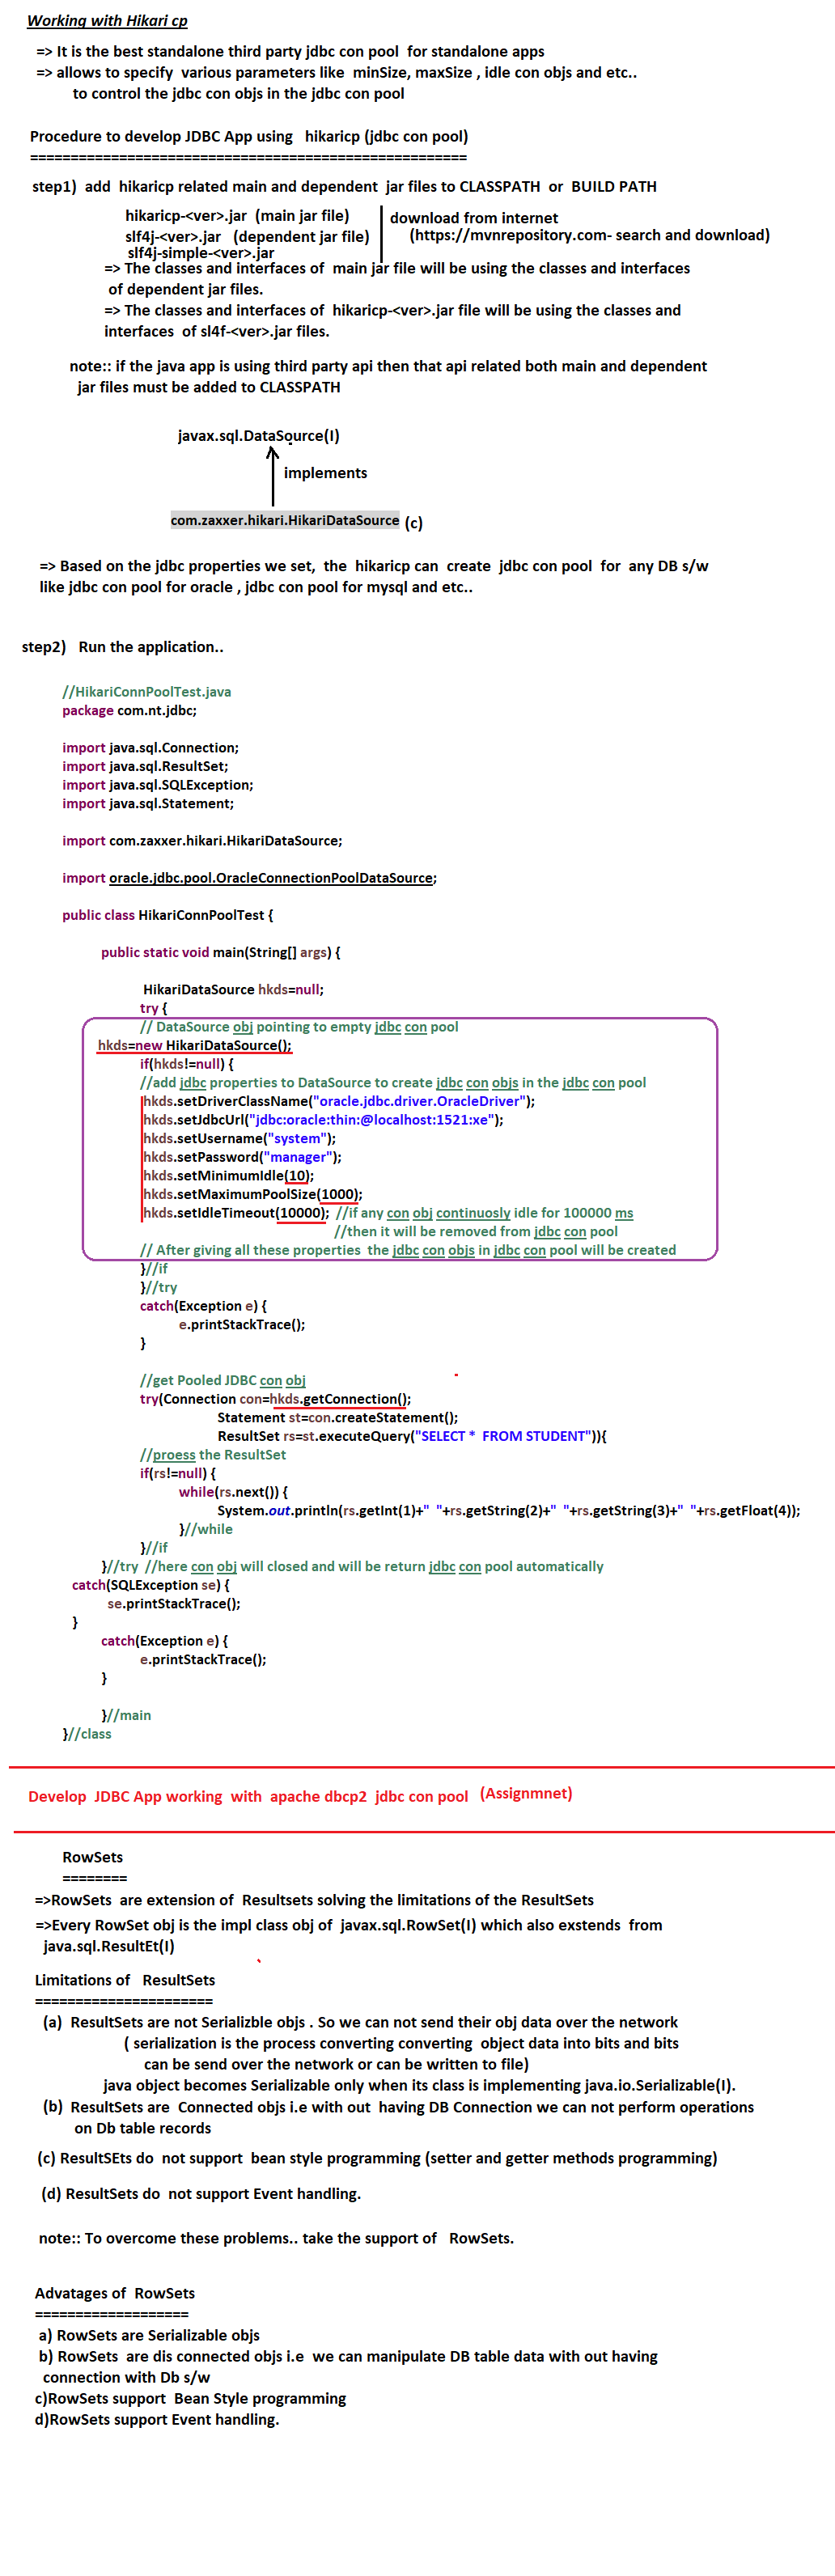 Working with Hikari cp
=> It is the best standalone third party jdbc con pool for standalone apps
=> allows to specify various parameters like minSize, maxSize , idle con objs and etc..
to control the jdbc con objs in the jdbc con pool
Procedure to develop JDBC App using hikaricp (jdbc con pool)
======================================================
step1) add hikaricp related main and dependent jar files to CLASSPATH or BUILD PATH
hikaricp-<ver>.jar (main jar file)
slf4j-<ver>.jar (dependent jar file)
slf4j-simple-<ver>.jar
download from internet
(https://mvnrepository.com- search and download)
=> The classes and interfaces of main jar file will be using the classes and interfaces
of dependent jar files.
=> The classes and interfaces of hikaricp-<ver>.jar file will be using the classes and
interfaces of sl4f-<ver>.jar files.
note:: if the java app is using third party api then that api related both main and dependent
jar files must be added to CLASSPATH
javax.sql.DataSource(I)
implements
com.zaxxer.hikari.HikariDataSource (c)
=> Based on the jdbc properties we set, the hikaricp can create jdbc con pool for any DB s/w
like jdbc con pool for oracle , jdbc con pool for mysql and etc..
step2) Run the application..
//HikariConnPoolTest.java
package com.nt.jdbc;
import java.sql.Connection;
import java.sql.ResultSet;
import java.sql.SQLException;
import java.sql.Statement;
import com.zaxxer.hikari.HikariDataSource;
import oracle.jdbc.pool.OracleConnectionPoolDataSource;
public class HikariConnPoolTest {
public static void main(String[] args) {
HikariDataSource hkds=null;
try {
// DataSource obj pointing to empty jdbc con pool
hkds=new HikariDataSource();
if(hkds!=null) {
//add jdbc properties to DataSource to create jdbc con objs in the jdbc con pool
hkds.setDriverClassName("oracle.jdbc.driver.OracleDriver");
hkds.setJdbcUrl("jdbc:oracle:thin:@localhost:1521:xe");
hkds.setUsername("system");
hkds.setPassword("manager");
hkds.setMinimumIdle(10);
hkds.setMaximumPoolSize(1000);
hkds.setIdleTimeout(10000); //if any con obj continuosly idle for 100000 ms
//then it will be removed from jdbc con pool
// After giving all these properties the jdbc con objs in jdbc con pool will be created
}//if
}//try
catch(Exception e) {
e.printStackTrace();
}
//get Pooled JDBC con obj
try(Connection con=hkds.getConnection();
Statement st=con.createStatement();
ResultSet rs=st.executeQuery("SELECT * FROM STUDENT")){
//proess the ResultSet
if(rs!=null) {
while(rs.next()) {
System.out.println(rs.getInt(1)+" "+rs.getString(2)+" "+rs.getString(3)+" "+rs.getFloat(4));
}//while
}//if
}//try //here con obj will closed and will be return jdbc con pool automatically
catch(SQLException se) {
se.printStackTrace();
}
catch(Exception e) {
e.printStackTrace();
}
}//main
}//class
Develop JDBC App working with apache dbcp2 jdbc con pool (Assignmnet)
RowSets
========
=>RowSets are extension of Resultsets solving the limitations of the ResultSets
=>Every RowSet obj is the impl class obj of javax.sql.RowSet(I) which also exstends from
java.sql.ResultEt(I)
Limitations of ResultSets
======================
(a) ResultSets are not Serializble objs . So we can not send their obj data over the network
( serialization is the process converting converting object data into bits and bits
can be send over the network or can be written to file)
java object becomes Serializable only when its class is implementing java.io.Serializable(I).
(b) ResultSets are Connected objs i.e with out having DB Connection we can not perform operations
on Db table records
(c) ResultSEts do not support bean style programming (setter and getter methods programming)
(d) ResultSets do not support Event handling.
note:: To overcome these problems.. take the support of RowSets.
Advatages of RowSets
===================
a) RowSets are Serializable objs
b) RowSets are dis connected objs i.e we can manipulate DB table data with out having
connection with Db s/w
c)RowSets support Bean Style programming
d)RowSets support Event handling.